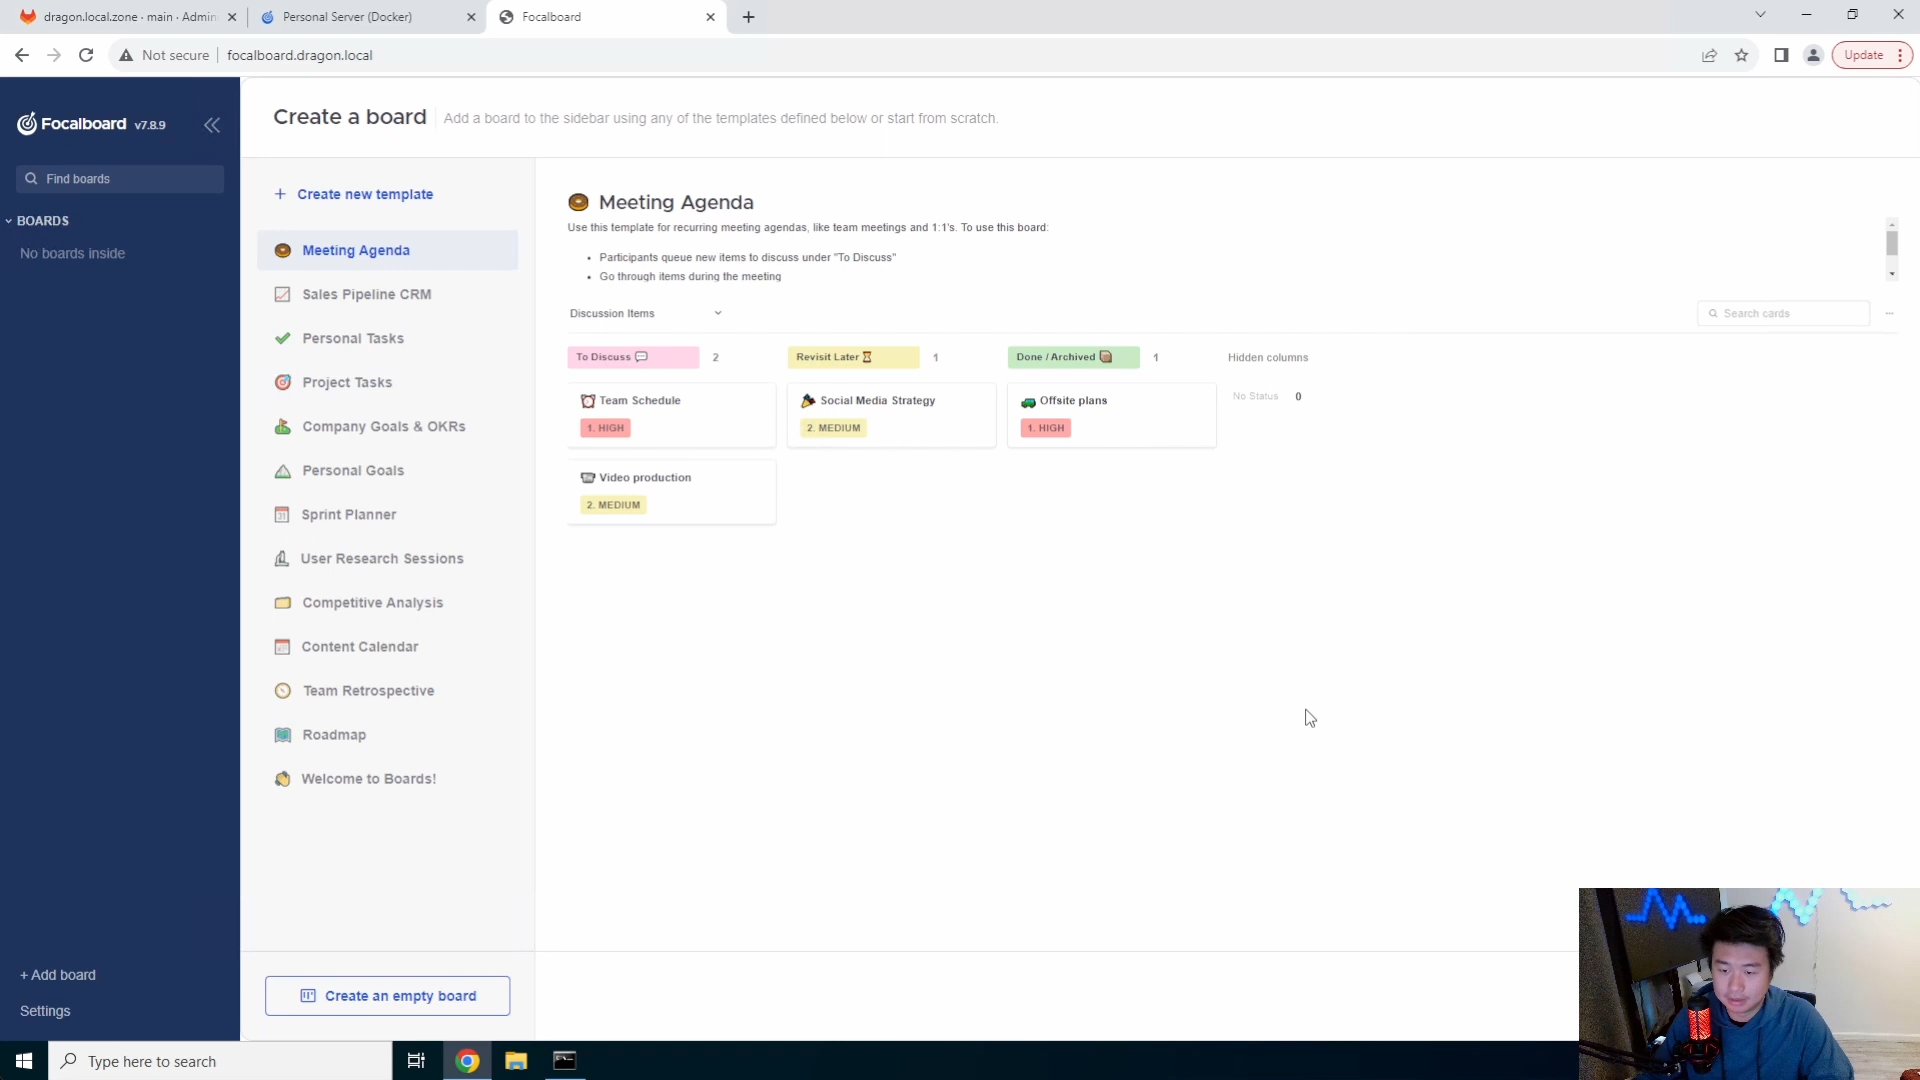 dragon.local.zone · main · Admin
Personal Server (Docker)
Focalboard
Not secure
focalboard.dragon.local
Update
Focalboard v7.8.9
Find boards
BOARDS
No boards inside
+ Add board
Settings
Create a board
Add a board to the sidebar using any of the templates defined below or start from scratch.
+ Create new template
Meeting Agenda
Sales Pipeline CRM
Personal Tasks
Project Tasks
Company Goals & OKRs
Personal Goals
Sprint Planner
User Research Sessions
Competitive Analysis
Content Calendar
Team Retrospective
Roadmap
Welcome to Boards!
Create an empty board
Meeting Agenda
Use this template for recurring meeting agendas, like team meetings and 1:1's. To use this board:
• Participants queue new items to discuss under "To Discuss"
• Go through items during the meeting
Discussion Items
Search cards
To Discuss 2
Revisit Later 1
Done / Archived 1
Hidden columns
Team Schedule
1. HIGH
Social Media Strategy
2. MEDIUM
Offsite plans
1. HIGH
No Status 0
Video production
2. MEDIUM
Type here to search